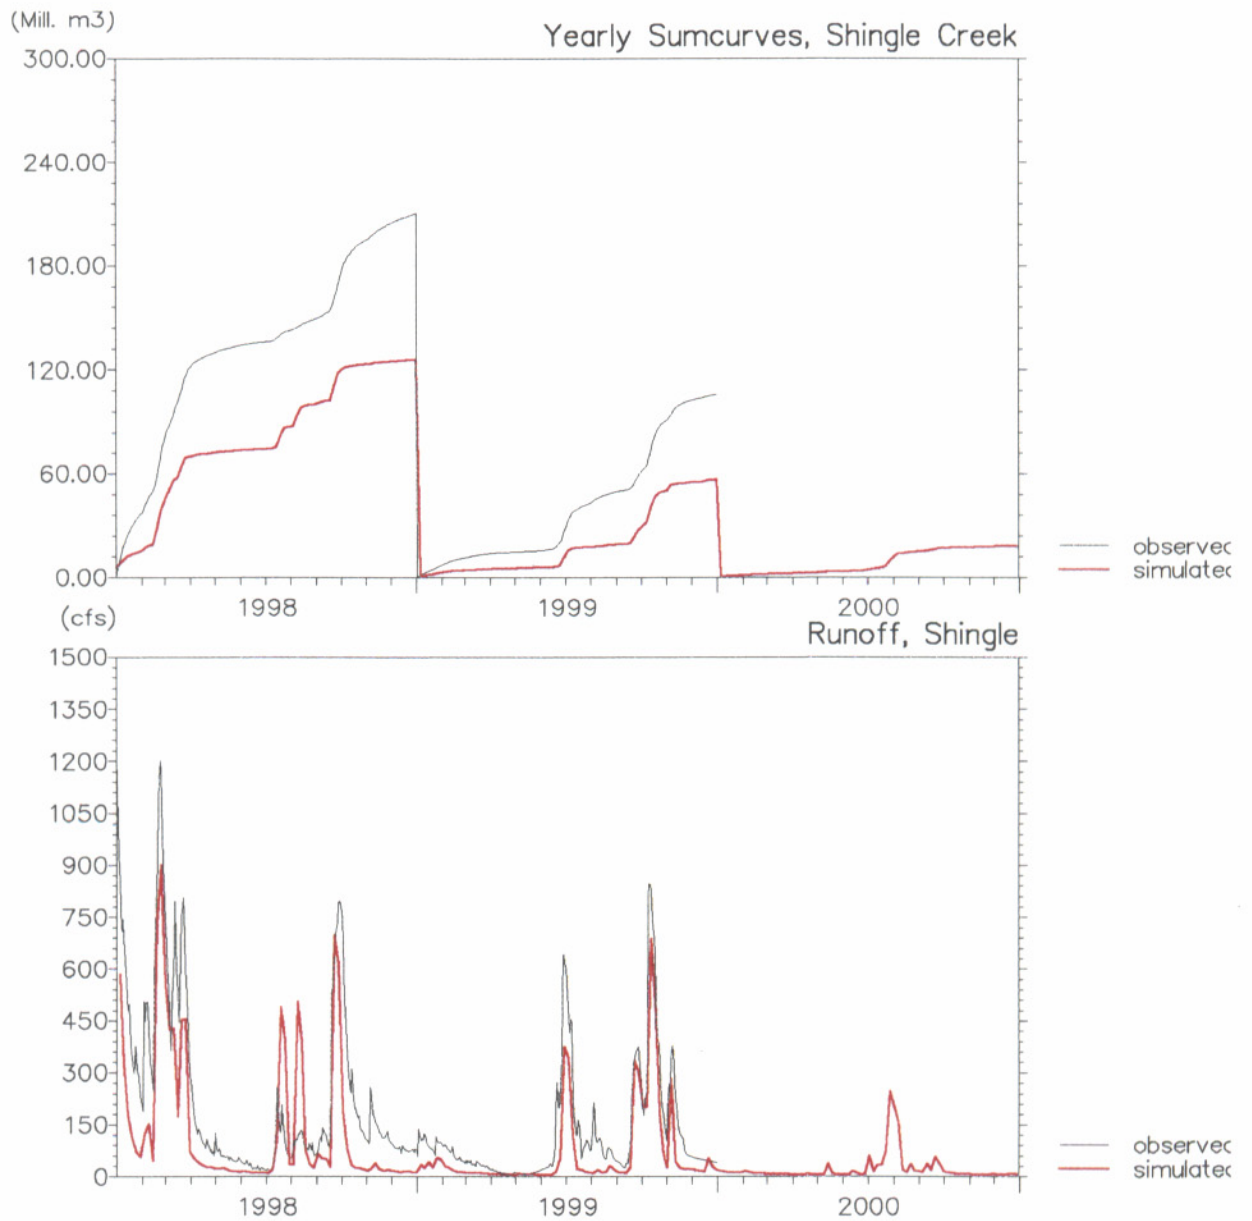 (Mill. m3)
Yearly Sumcurves, Shingle Creek
300.00
240.00
180.00
120.00
60.00
0.00
1998
1999
2000
observec
simulatec
(cfs)
Runoff, Shingle
1500
1350
1200
1050
900
750
600
450
300
150
0
1998
1999
2000
observec
simulatec